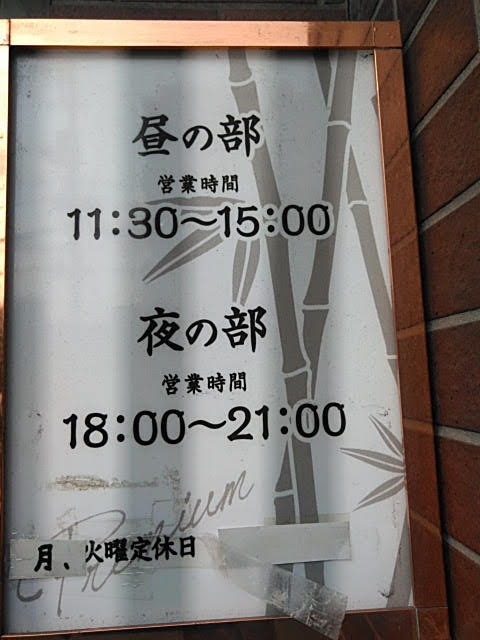 昼の部
営業時間
11:30〜15:00
夜の部
営業時間
18:00〜21:00
Premium
月、火曜定休日